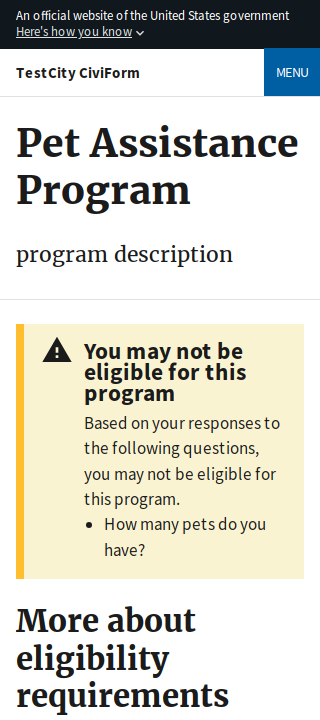 An official website of the United States government
Here's how you know
TestCity CiviForm
MENU
Pet Assistance
Program
program description
You may not be
eligible for this
program
Based on your responses to
the following questions,
you may not be eligible for
this program.
• How many pets do you
have?
More about
eligibility
requirements